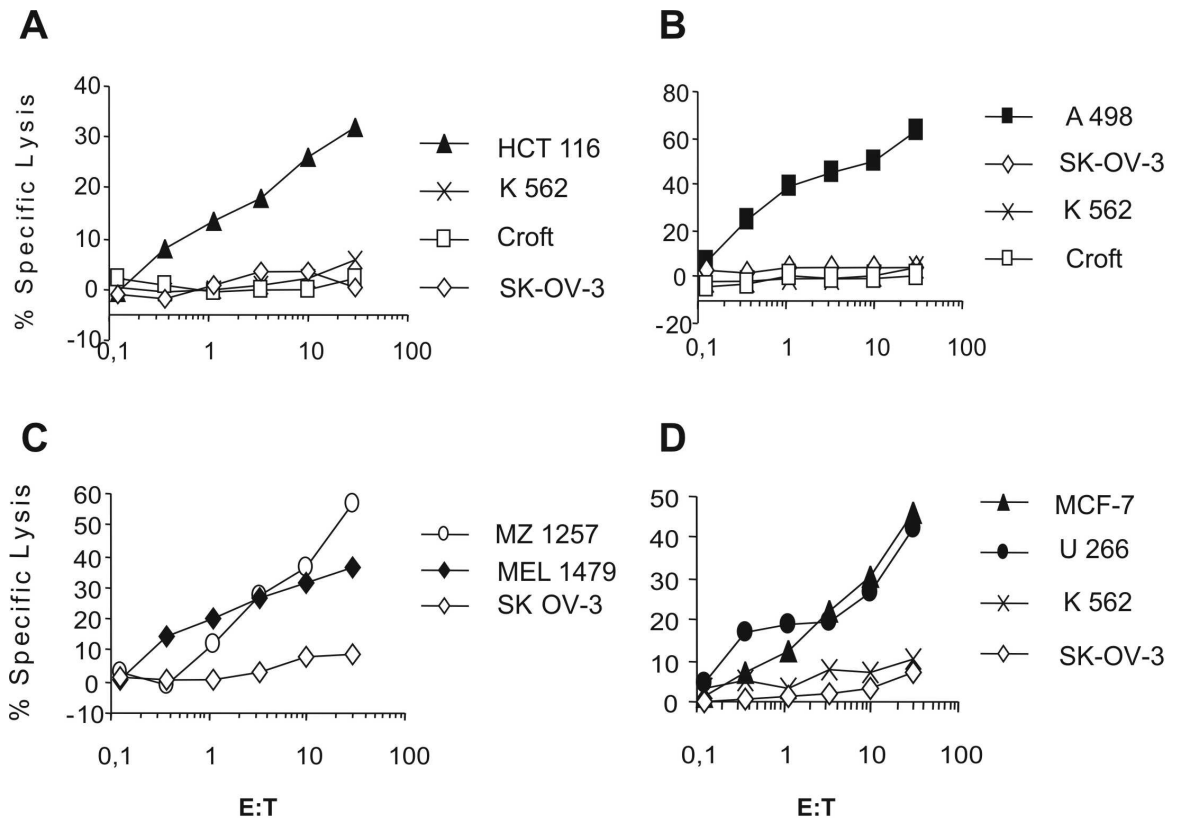 A
% Specific Lysis
40
30
20
10
0
-10
0,1 1 10 100
HCT 116
K 562
Croft
SK-OV-3
B
80
60
40
20
0
-20
0,1 1 10 100
A 498
SK-OV-3
K 562
Croft
C
% Specific Lysis
60
50
40
30
20
10
0
-10
0,1 1 10 100
E:T
MZ 1257
MEL 1479
SK OV-3
D
50
40
30
20
10
0
0,1 1 10 100
E:T
MCF-7
U 266
K 562
SK-OV-3